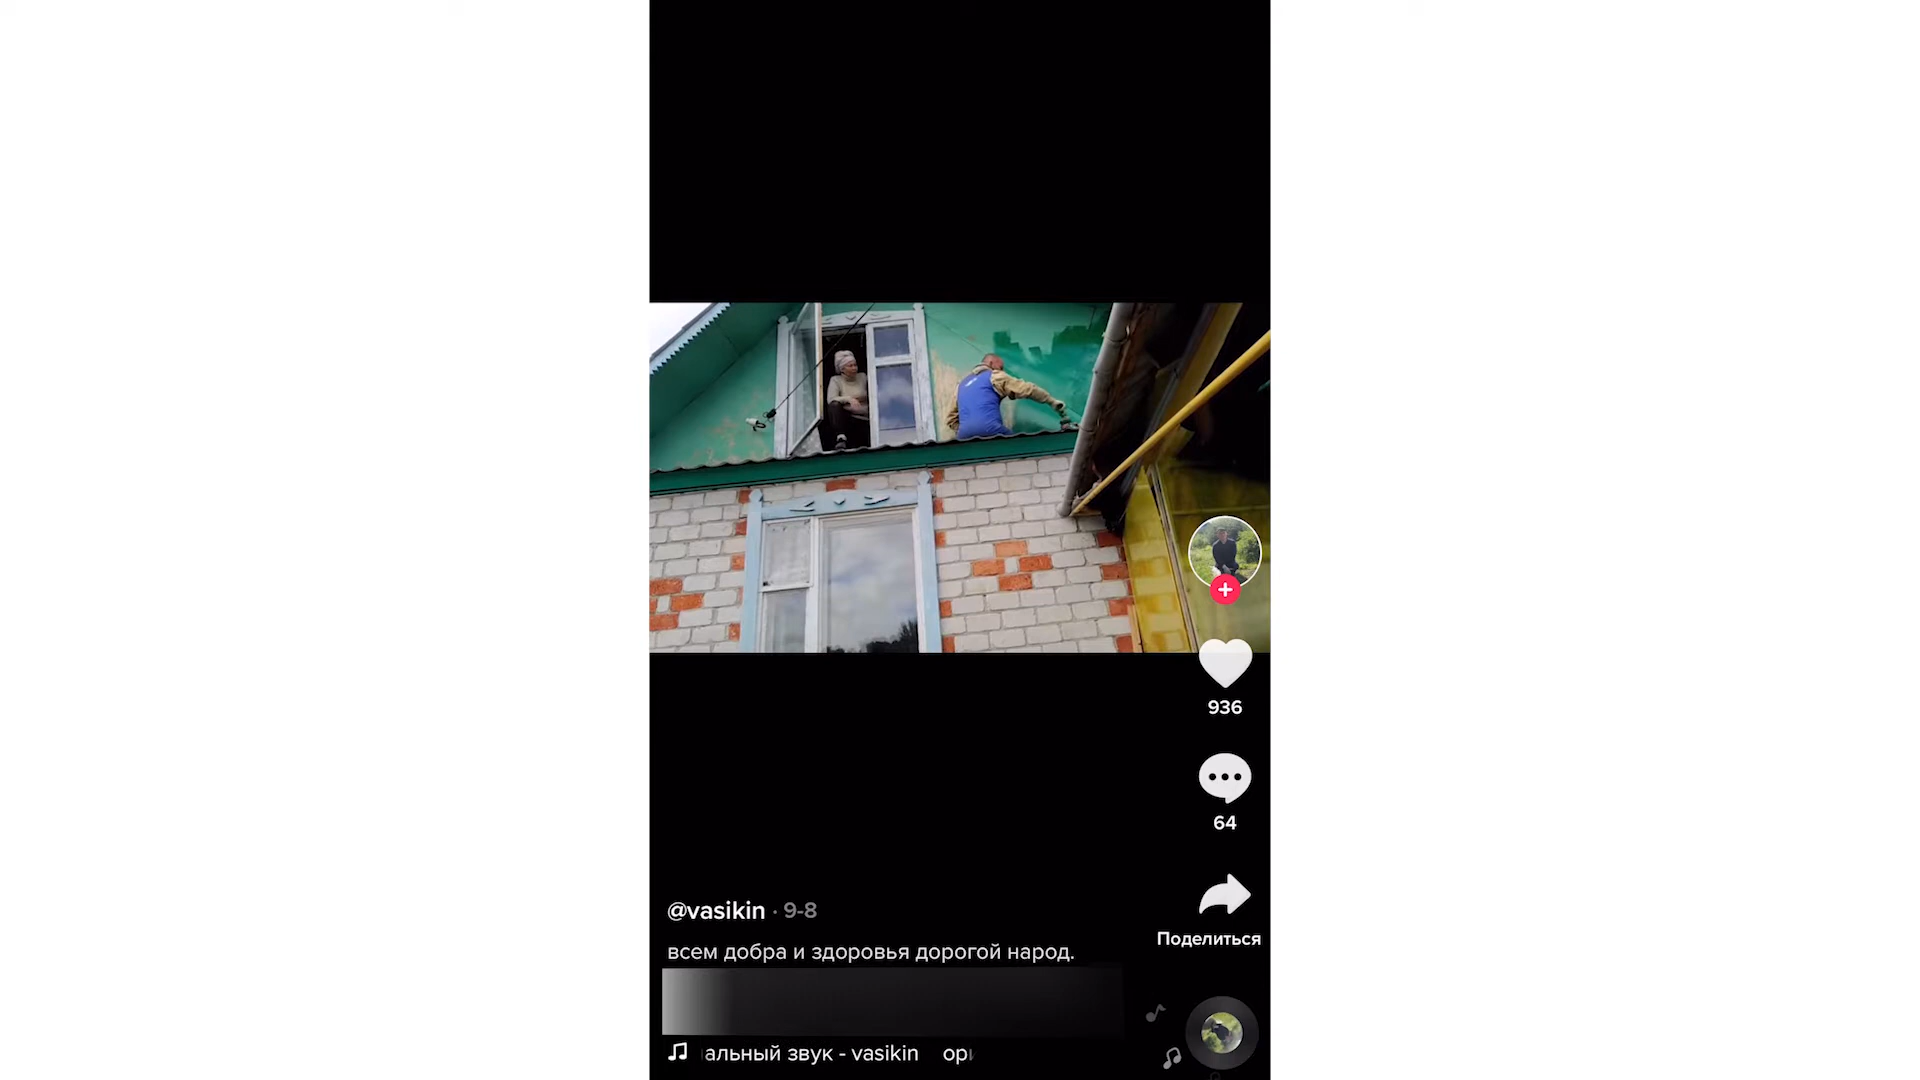 936
64
Поделиться
@vasikin · 9-8
всем добра и здоровья дорогой народ.
альный звук - vasikin